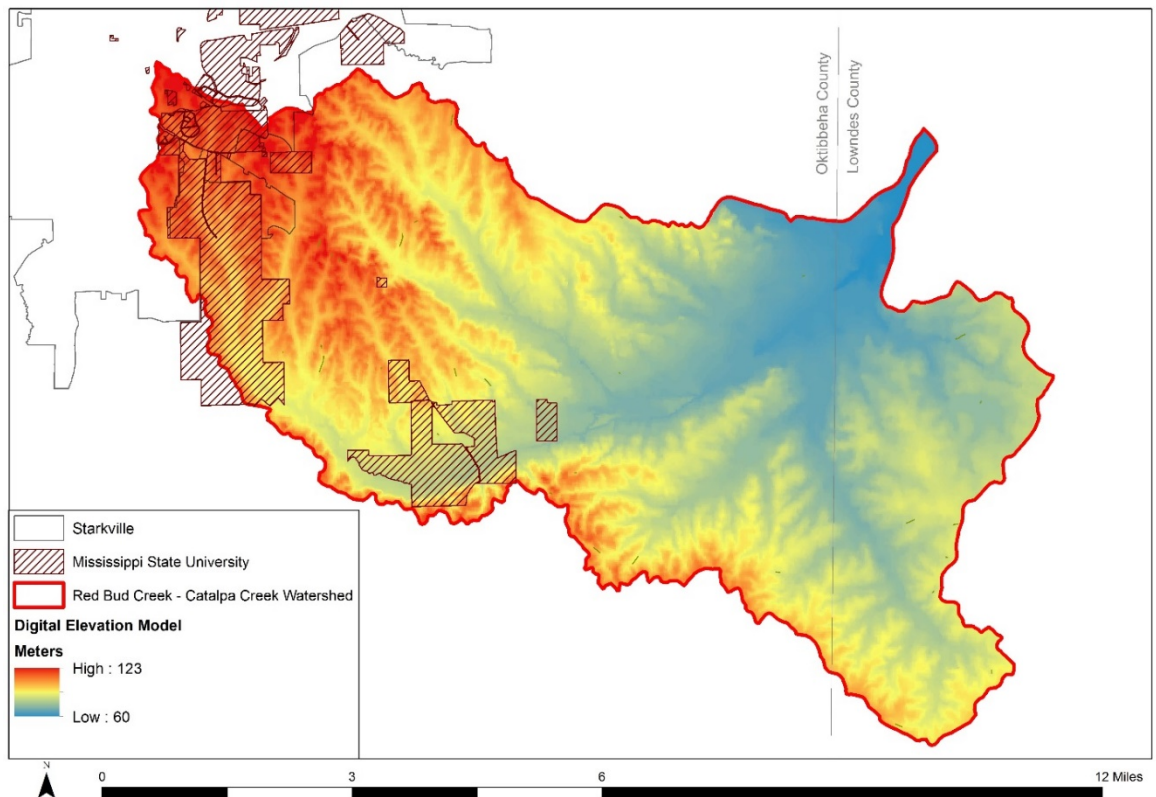 Oktibbeha County
Lowndes County
Starkville
Mississippi State University
Red Bud Creek - Catalpa Creek Watershed
Digital Elevation Model
Meters
High : 123
Low : 60
N
0 3 6 12 Miles